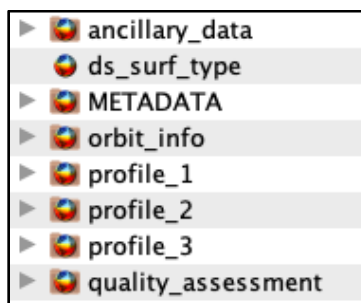 ancillary_data
ds_surf_type
METADATA
orbit_info
profile_1
profile_2
profile_3
quality_assessment